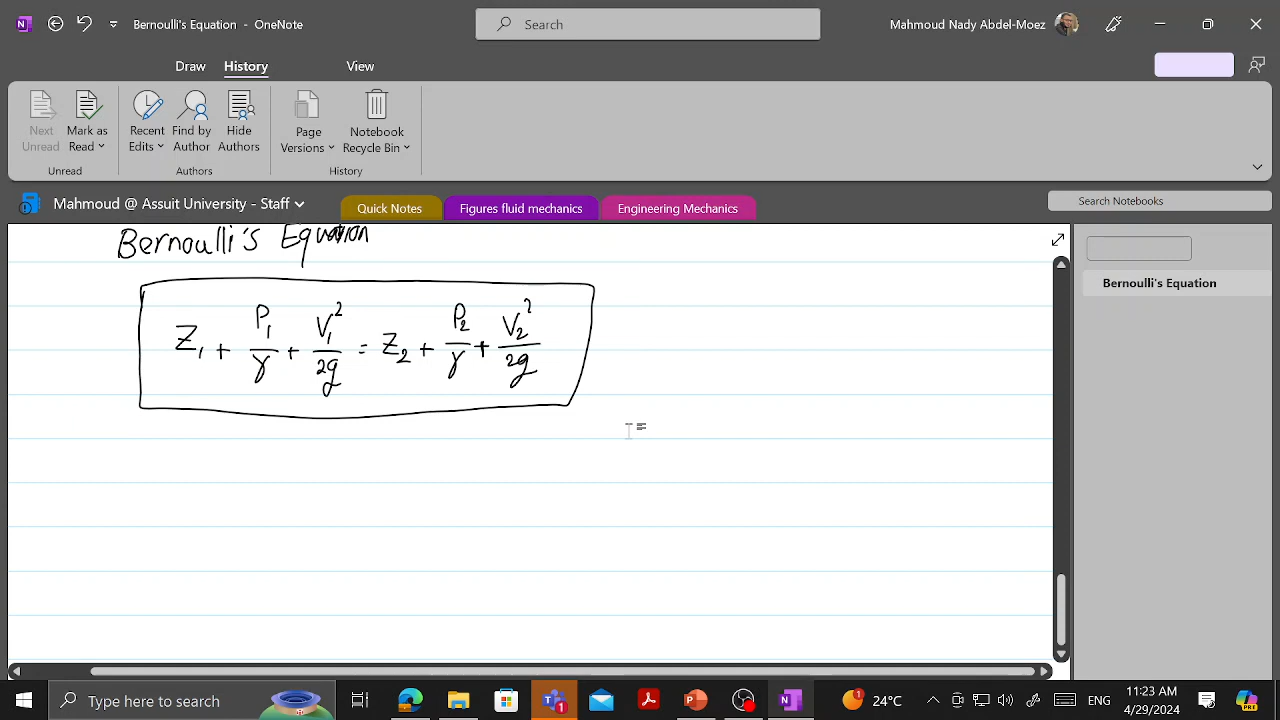 Bernoulli's Equation - OneNote
Search
Mahmoud Nady Abdel-Moez
Draw
History
View
Next Unread
Mark as Read
Recent Edits
Find by Author
Hide Authors
Page Versions
Notebook Recycle Bin
Unread
Authors
History
Mahmoud @ Assuit University - Staff
Quick Notes
Figures fluid mechanics
Engineering Mechanics
Search Notebooks
Bernoulli's Equation
Z₁ + P₁/γ + V₁²/2g = Z₂ + P₂/γ + V₂²/2g
Bernoulli's Equation
Type here to search
1
1
24°C
ENG
11:23 AM
4/29/2024
PRE